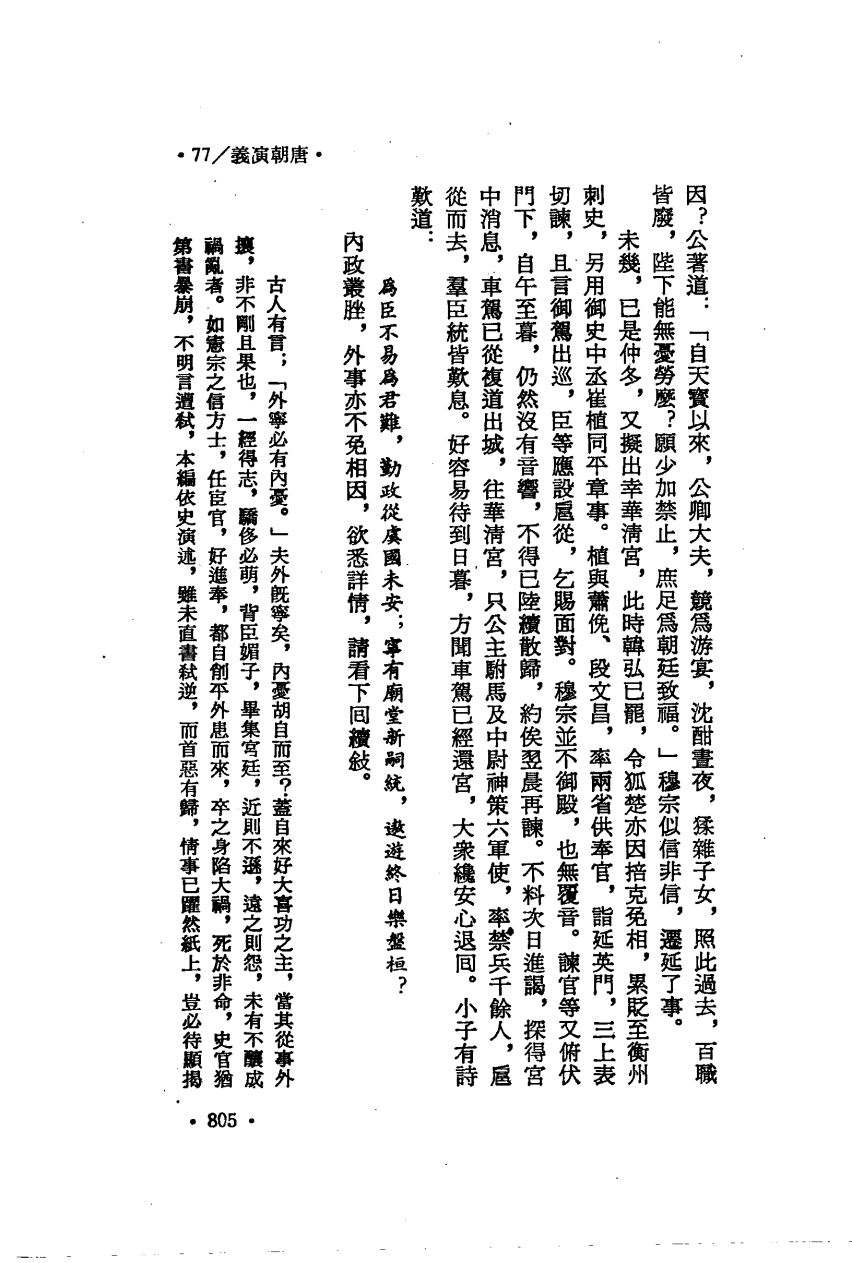 ·唐朝演義/77·
因?公著道:「自天寶以來,公卿大夫,競爲游宴,沈酣晝夜,猱雜子女,照此過去,百職
皆廢,陛下能無憂勞麼?願少加禁止,庶足爲朝廷致福。」穆宗似信非信,遷延了事。
未幾,已是仲冬,又擬出幸華清宮,此時韓弘已罷,令狐楚亦因掊克免相,累貶至衡州
刺史,另用御史中丞崔植同平章事。植與蕭俛、段文昌,率兩省供奉官,詣延英門,三上表
切諫,且言御駕出巡,臣等應設扈從,乞賜面對。穆宗並不御殿,也無覆音。諫官等又俯伏
門下,自午至暮,仍然沒有音響,不得已陸續散歸,約俟翌晨再諫。不料次日進謁,探得宮
中消息,車駕已從複道出城,往華清宮,只公主駙馬及中尉神策六軍使,率禁兵千餘人,扈
從而去,羣臣統皆歎息。好容易待到日暮,方聞車駕已經還宮,大衆纔安心退回。小子有詩
歎道:
爲臣不易爲君難,勤政從虞國未安;寧有廟堂新嗣統,遨遊終日樂盤桓?
內政叢脞,外事亦不免相因,欲悉詳情,請看下回續敍。
古人有言;「外寧必有內憂。」夫外旣寧矣,內憂胡自而至?蓋自來好大喜功之主,當其從事外
攘,非不剛且果也,一經得志,驕侈必萌,背臣媚子,畢集宮廷,近則不遜,遠之則怨,未有不釀成
禍亂者。如憲宗之信方士,任宦官,好進奉,都自削平外患而來,卒之身陷大禍,死於非命,史官猶
第書暴崩,不明言遭弒,本編依史演述,雖未直書弒逆,而首惡有歸,情事已躍然紙上,豈必待顯揭
·805·